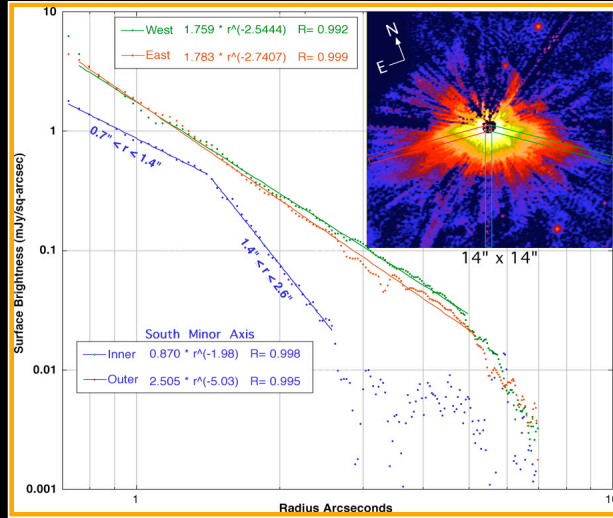 West 1.759 * r^(-2.5444) R= 0.992
East 1.783 * r^(-2.7407) R= 0.999
N
E
14" x 14"
10
1
0.1
0.01
0.001
Surface Brightness (mJy/sq-arcsec)
0.7" < r < 1.4"
1.4" < r < 2.6"
South Minor Axis
Inner 0.870 * r^(-1.98) R= 0.998
Outer 2.505 * r^(-5.03) R= 0.995
1
10
Radius Arcseconds